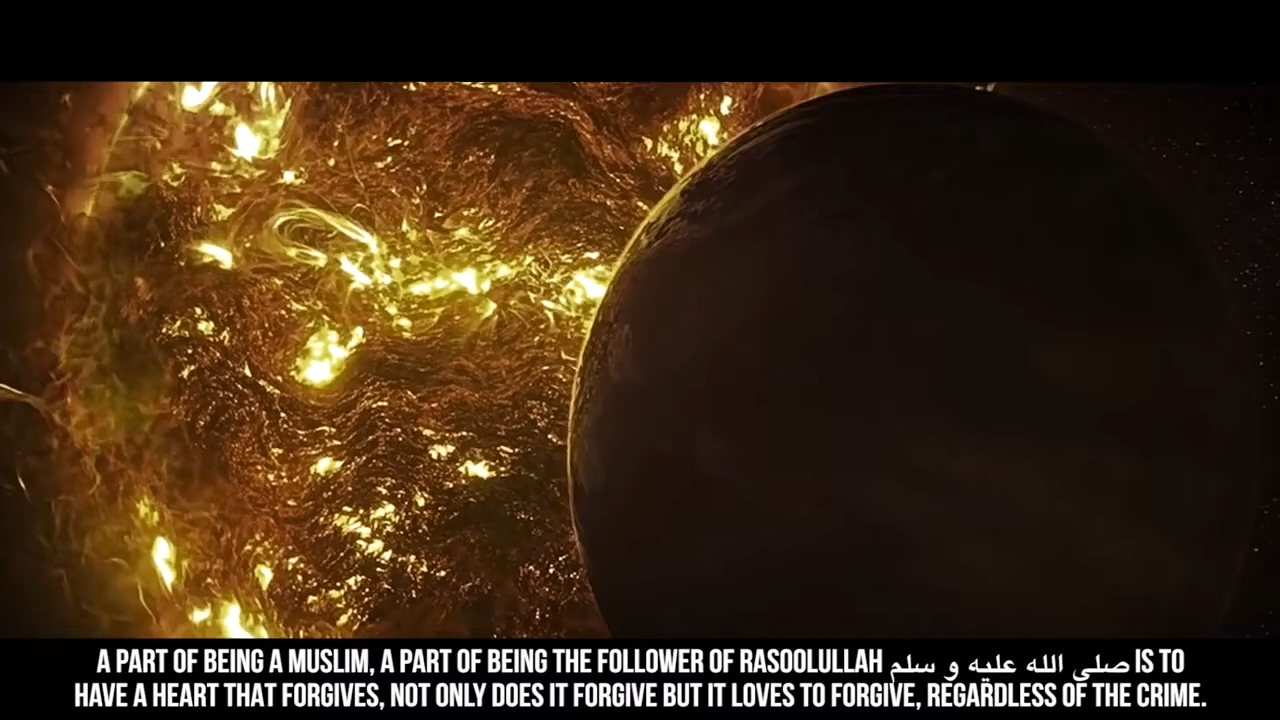 A PART OF BEING A MUSLIM, A PART OF BEING THE FOLLOWER OF RASOOLULLAH صلى الله عليه و سلم IS TO
HAVE A HEART THAT FORGIVES, NOT ONLY DOES IT FORGIVE BUT IT LOVES TO FORGIVE, REGARDLESS OF THE CRIME.